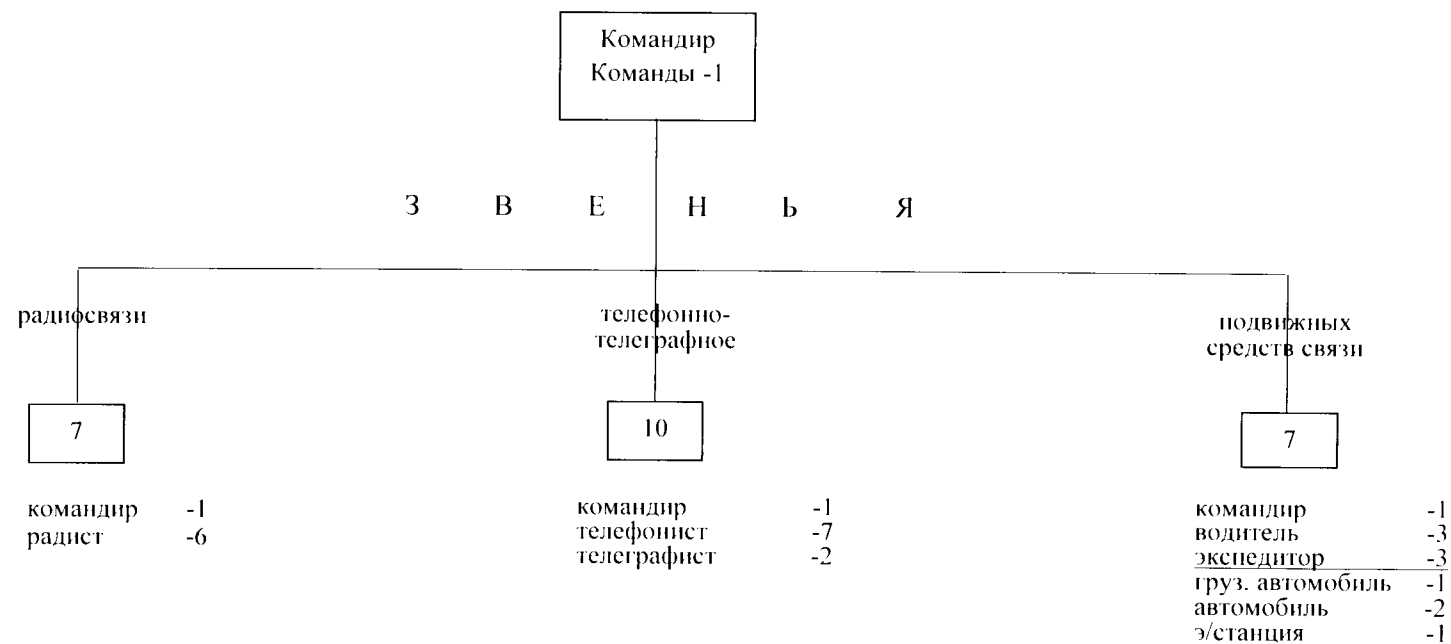 Командир
Команды -1
З В Е Н Ь Я
радиосвязи
телефонно-
телеграфное
подвижных
средств связи
7
10
7
командир -1
радист -6
командир -1
телефонист -7
телеграфист -2
командир -1
водитель -3
экспедитор -3
груз. автомобиль -1
автомобиль -2
э/станция -1